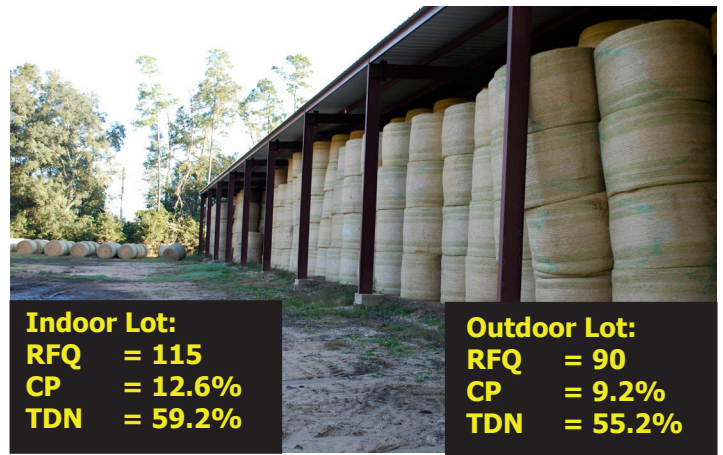 Indoor Lot:
RFQ = 115
CP = 12.6%
TDN = 59.2%
Outdoor Lot:
RFQ = 90
CP = 9.2%
TDN = 55.2%